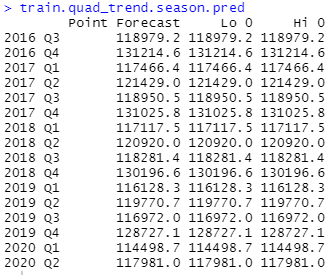 > train.quad_trend.season.pred
Point Forecast Lo 0 Hi 0
2016 Q3 118979.2 118979.2 118979.2
2016 Q4 131214.6 131214.6 131214.6
2017 Q1 117466.4 117466.4 117466.4
2017 Q2 121429.0 121429.0 121429.0
2017 Q3 118950.5 118950.5 118950.5
2017 Q4 131025.8 131025.8 131025.8
2018 Q1 117117.5 117117.5 117117.5
2018 Q2 120920.0 120920.0 120920.0
2018 Q3 118281.4 118281.4 118281.4
2018 Q4 130196.6 130196.6 130196.6
2019 Q1 116128.3 116128.3 116128.3
2019 Q2 119770.7 119770.7 119770.7
2019 Q3 116972.0 116972.0 116972.0
2019 Q4 128727.1 128727.1 128727.1
2020 Q1 114498.7 114498.7 114498.7
2020 Q2 117981.0 117981.0 117981.0